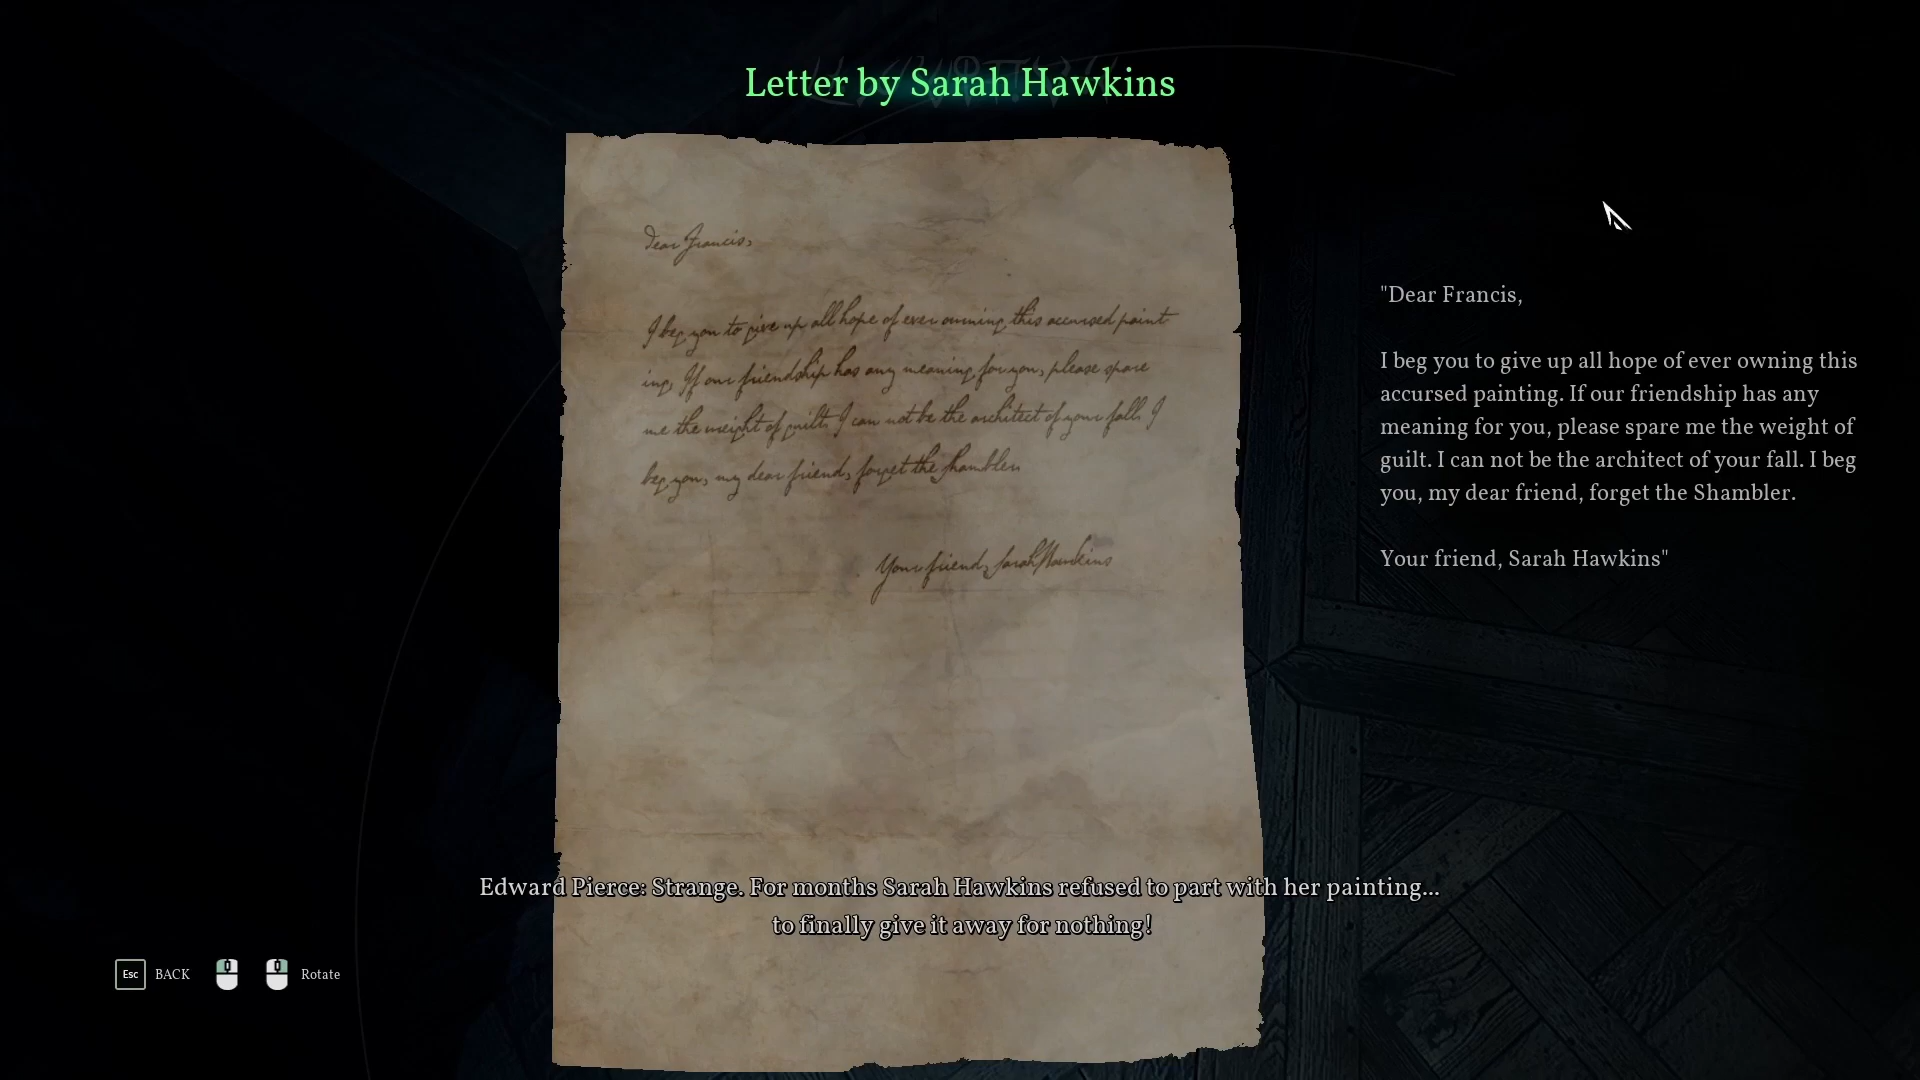 Letter by Sarah Hawkins
Dear Francis,
I beg you to give up all hope of ever owning this accursed paint
ing. If our friendship has any meaning for you, please spare
me the weight of guilt. I can not be the architect of your fall. I
beg you, my dear friend, forget the Shambler.
Your friend, Sarah Hawkins
"Dear Francis,
I beg you to give up all hope of ever owning this
accursed painting. If our friendship has any
meaning for you, please spare me the weight of
guilt. I can not be the architect of your fall. I beg
you, my dear friend, forget the Shambler.
Your friend, Sarah Hawkins"
Edward Pierce: Strange. For months Sarah Hawkins refused to part with her painting...
to finally give it away for nothing!
Esc BACK Rotate